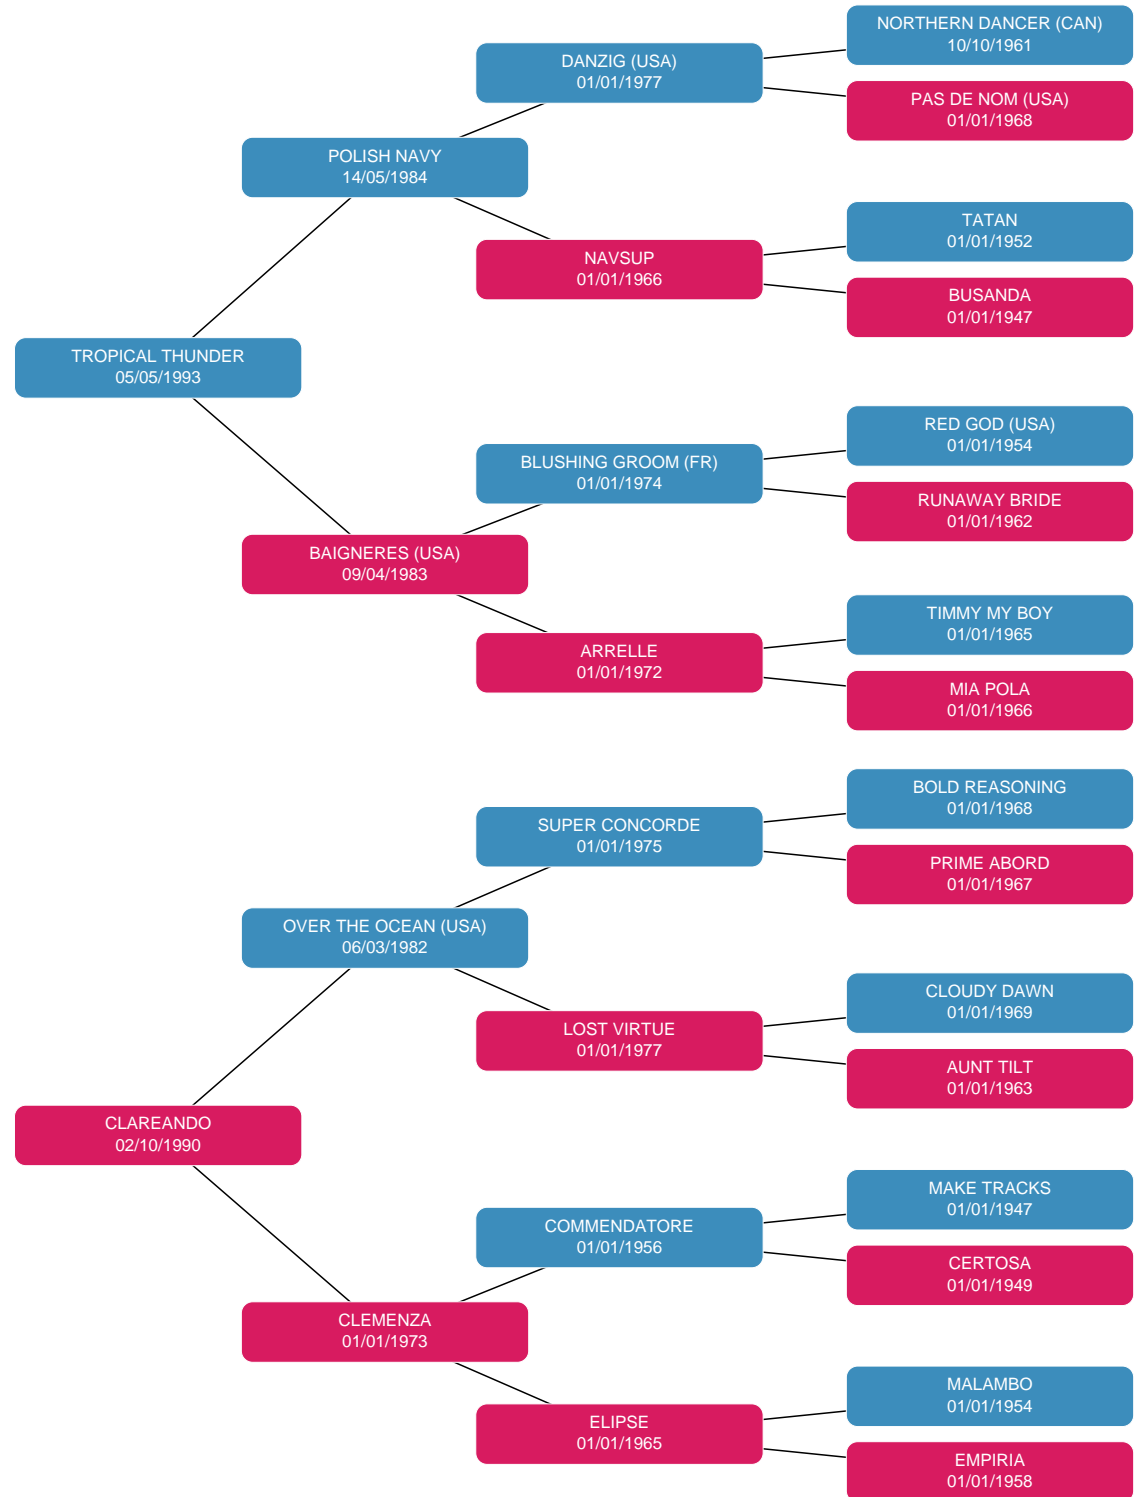 NORTHERN DANCER (CAN)
10/10/1961
DANZIG (USA)
01/01/1977
PAS DE NOM (USA)
01/01/1968
POLISH NAVY
14/05/1984
TATAN
01/01/1952
NAVSUP
01/01/1966
BUSANDA
01/01/1947
TROPICAL THUNDER
05/05/1993
RED GOD (USA)
01/01/1954
BLUSHING GROOM (FR)
01/01/1974
RUNAWAY BRIDE
01/01/1962
BAIGNERES (USA)
09/04/1983
TIMMY MY BOY
01/01/1965
ARRELLE
01/01/1972
MIA POLA
01/01/1966
BOLD REASONING
01/01/1968
SUPER CONCORDE
01/01/1975
PRIME ABORD
01/01/1967
OVER THE OCEAN (USA)
06/03/1982
CLOUDY DAWN
01/01/1969
LOST VIRTUE
01/01/1977
AUNT TILT
01/01/1963
CLAREANDO
02/10/1990
MAKE TRACKS
01/01/1947
COMMENDATORE
01/01/1956
CERTOSA
01/01/1949
CLEMENZA
01/01/1973
MALAMBO
01/01/1954
ELIPSE
01/01/1965
EMPIRIA
01/01/1958